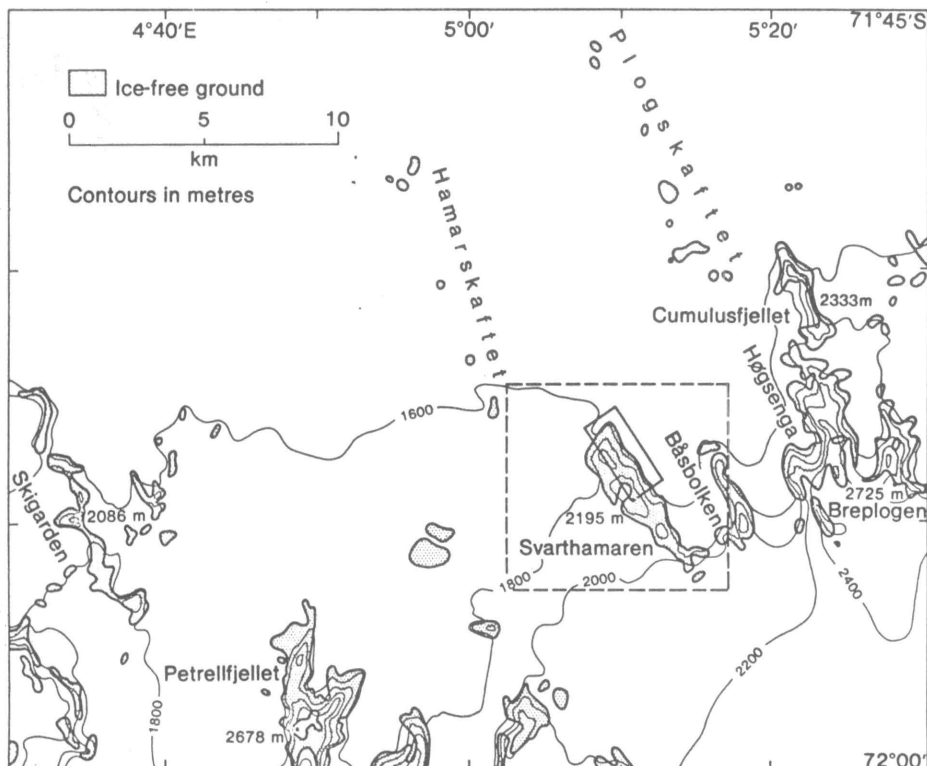 4°40′E 5°00′ 5°20′ 71°45′S
Ice-free ground
0 5 10
km
Contours in metres
Plogskaftet
Hamarskaftet
Cumulusfjellet
2333m
Høgsenga
1600
Båsbolken
Skigarden
2086 m
2195 m
2725 m
Breplogen
Svarthamaren
1800
2000
2400
2200
Petrellfjellet
1800
2678 m
72°00′